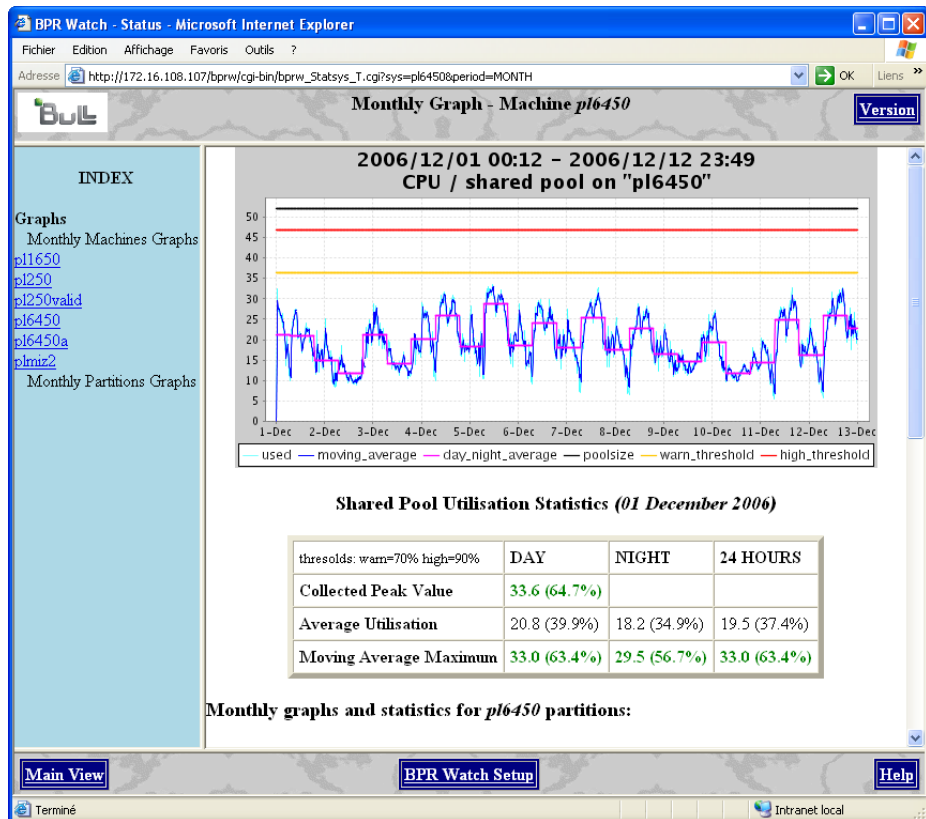 BPR Watch - Status - Microsoft Internet Explorer
Fichier Edition Affichage Favoris Outils ?
Adresse http://172.16.108.107/bprw/cgi-bin/bprw_Statsys_T.cgi?sys=pl6450&period=MONTH OK Liens »
Bull
Monthly Graph - Machine pl6450
Version
INDEX
Graphs
Monthly Machines Graphs
pl1650
pl250
pl250valid
pl6450
pl6450a
plmiz2
Monthly Partitions Graphs
2006/12/01 00:12 - 2006/12/12 23:49
CPU / shared pool on "pl6450"
50
45
40
35
30
25
20
15
10
5
0
1-Dec 2-Dec 3-Dec 4-Dec 5-Dec 6-Dec 7-Dec 8-Dec 9-Dec 10-Dec 11-Dec 12-Dec 13-Dec
used moving_average day_night_average poolsize warn_threshold high_threshold
Shared Pool Utilisation Statistics (01 December 2006)
thresolds: warn=70% high=90% DAY NIGHT 24 HOURS
Collected Peak Value 33.6 (64.7%)
Average Utilisation 20.8 (39.9%) 18.2 (34.9%) 19.5 (37.4%)
Moving Average Maximum 33.0 (63.4%) 29.5 (56.7%) 33.0 (63.4%)
Monthly graphs and statistics for pl6450 partitions:
Main View BPR Watch Setup Help
Terminé Intranet local